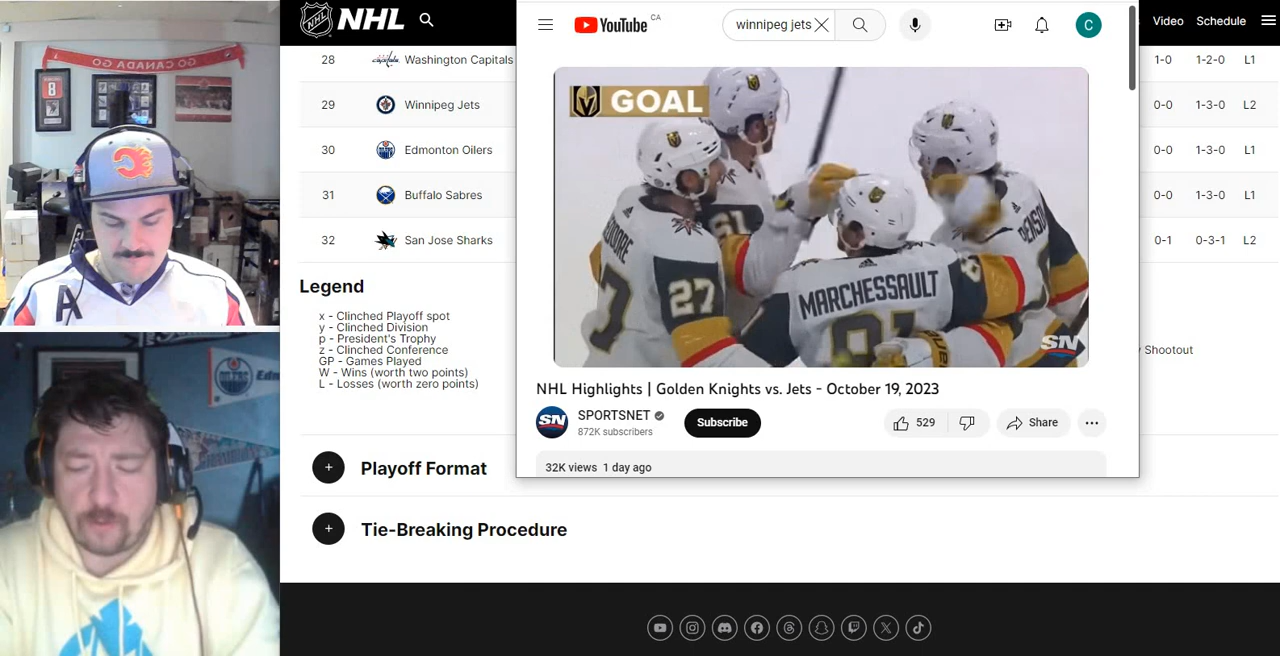 GO CANADA GO
8
A
EDM
NHL
Video
Schedule
28 Washington Capitals 1-0 1-2-0 L1
29 Winnipeg Jets 0-0 1-3-0 L2
30 Edmonton Oilers 0-0 1-3-0 L1
31 Buffalo Sabres 0-0 1-3-0 L1
32 San Jose Sharks 0-1 0-3-1 L2
Legend
x - Clinched Playoff spot
y - Clinched Division
p - President's Trophy
z - Clinched Conference
GP - Games Played
W - Wins (worth two points)
L - Losses (worth zero points)
Shootout
Playoff Format
Tie-Breaking Procedure
YouTube CA
winnipeg jets
C
GOAL
27
MARCHESSAULT
81
SN
NHL Highlights | Golden Knights vs. Jets - October 19, 2023
SN
SPORTSNET
872K subscribers
Subscribe
529
Share
32K views 1 day ago